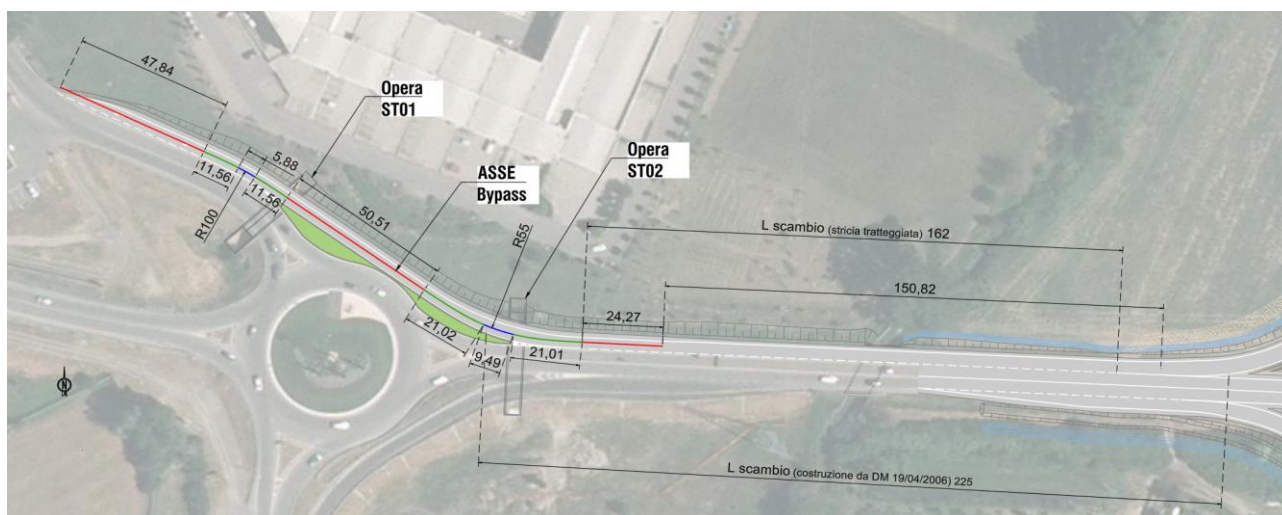 47,84
Opera
ST01
5,88
11,56
11,56
R100
ASSE
Bypass
50,51
Opera
ST02
R55
L scambio (stricia tratteggiata) 162
150,82
24,27
21,02
9,49
21,01
N
L scambio (costruzione da DM 19/04/2006) 225